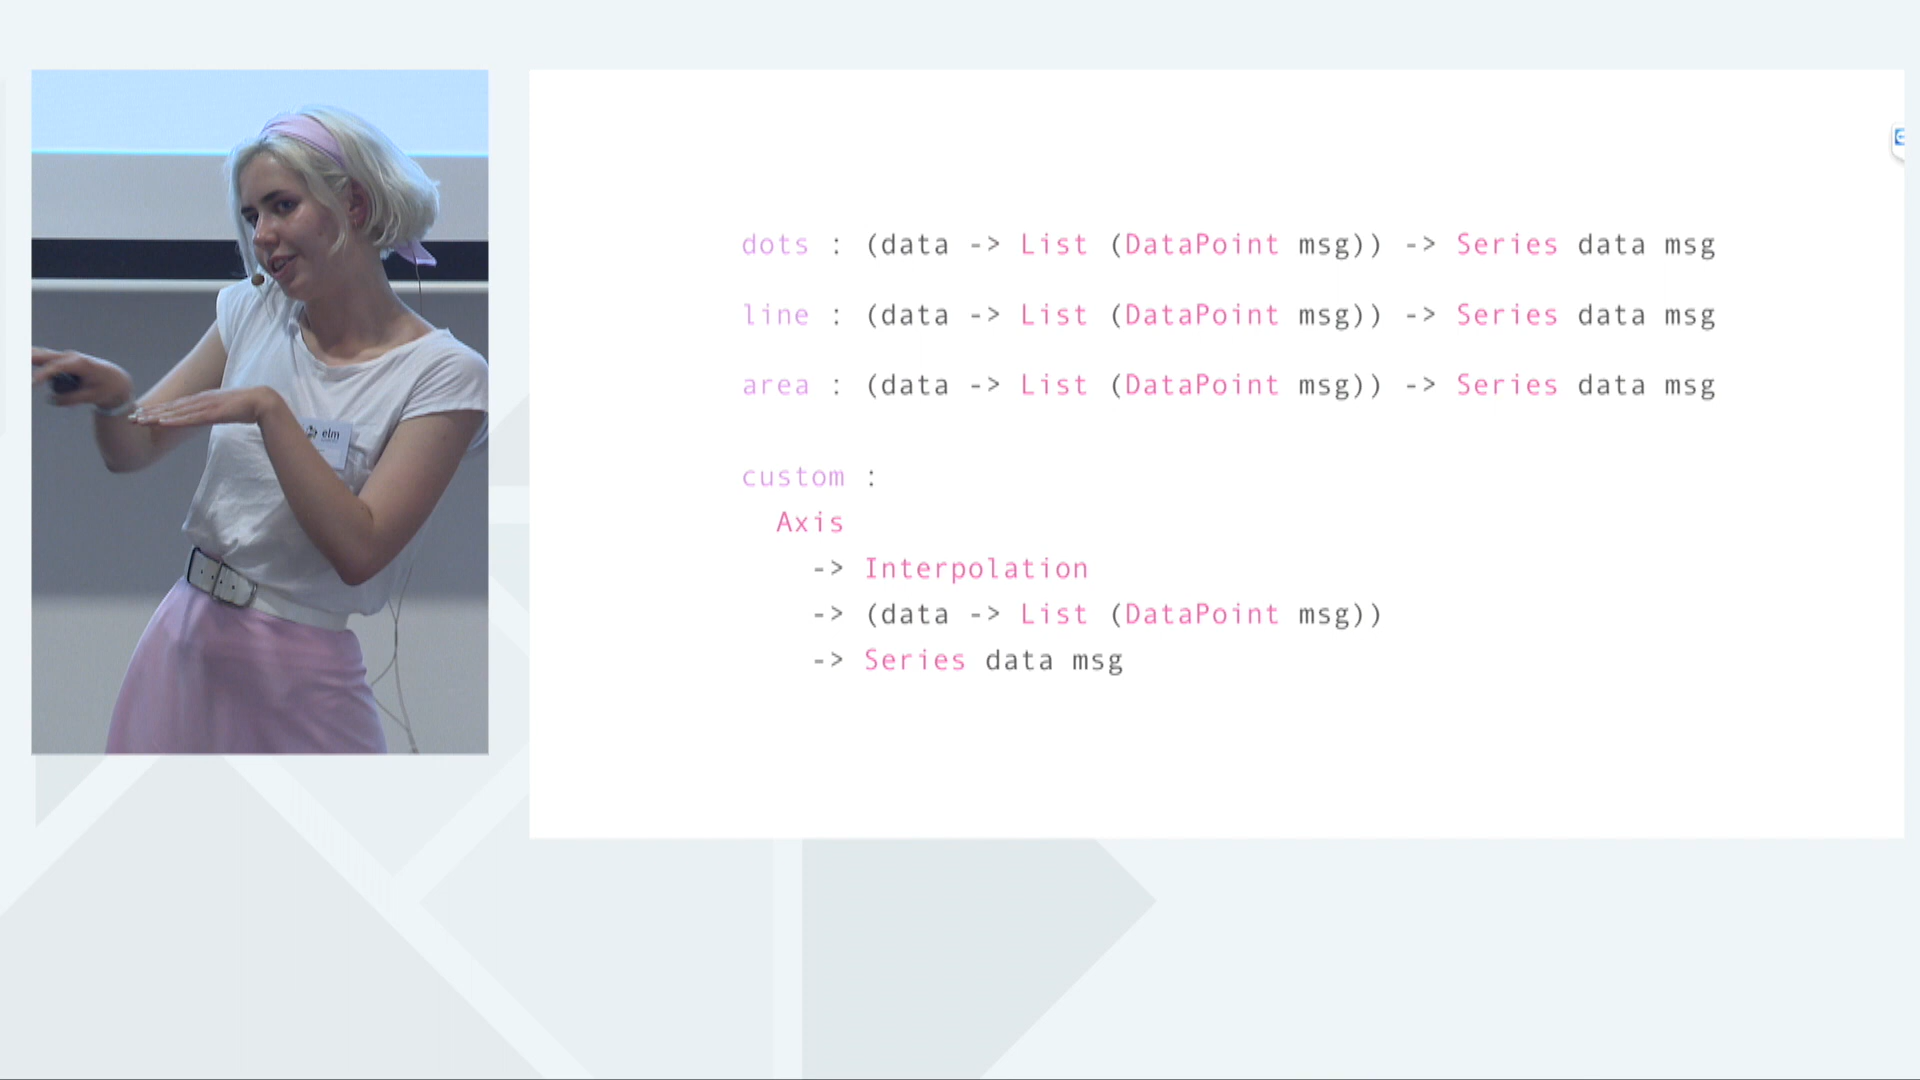 elm
dots : (data -> List (DataPoint msg)) -> Series data msg
line : (data -> List (DataPoint msg)) -> Series data msg
area : (data -> List (DataPoint msg)) -> Series data msg
custom :
Axis
-> Interpolation
-> (data -> List (DataPoint msg))
-> Series data msg